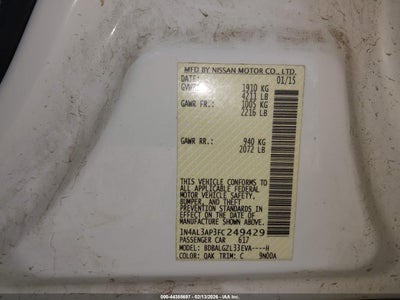 MFD BY NISSAN MOTOR CO., LTD.
DATE: 01/15
GVWR: 1910 KG
4211 LB
GAWR FR.: 1005 KG
2216 LB
GAWR RR.: 940 KG
2072 LB
THIS VEHICLE CONFORMS TO ALL
APPLICABLE FEDERAL MOTOR VEHICLE SAFETY,
BUMPER, AND THEFT
PREVENTION STANDARDS
IN EFFECT ON THE DATE OF
MANUFACTURE SHOWN ABOVE.
1N4AL3AP3FC249429
PASSENGER CAR 617
MODEL: BDBALGZL33EVA----H
COLOR: QAK TRIM: C 9N00A
© 000-44355687 - 02/13/2026 - IAA Holdings, LLC